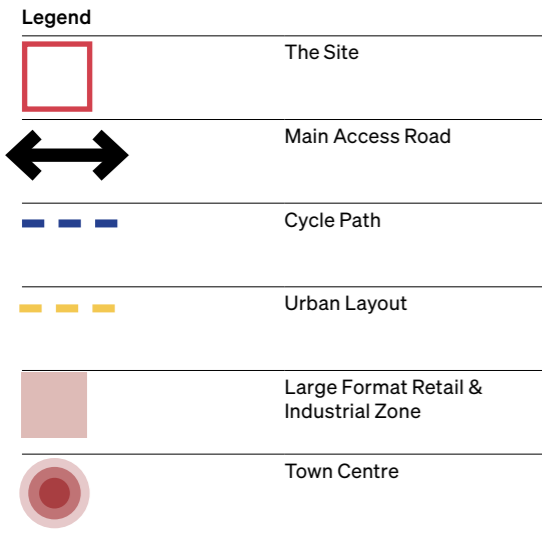 Legend
The Site
Main Access Road
Cycle Path
Urban Layout
Large Format Retail &
Industrial Zone
Town Centre